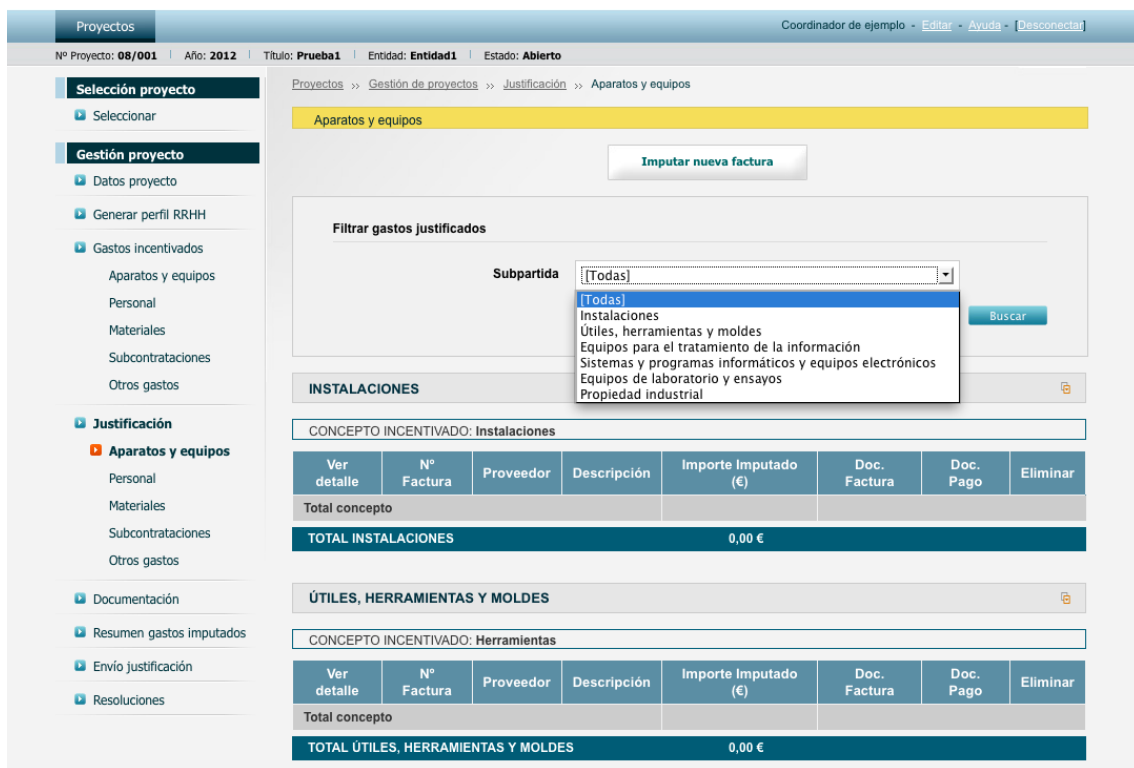 Proyectos
Coordinador de ejemplo - Editar - Ayuda - [Desconectar]
Nº Proyecto: 08/001 | Año: 2012 | Título: Prueba1 | Entidad: Entidad1 | Estado: Abierto
Selección proyecto
Seleccionar
Gestión proyecto
Datos proyecto
Generar perfil RRHH
Gastos incentivados
Aparatos y equipos
Personal
Materiales
Subcontrataciones
Otros gastos
Justificación
Aparatos y equipos
Personal
Materiales
Subcontrataciones
Otros gastos
Documentación
Resumen gastos imputados
Envío justificación
Resoluciones
Proyectos ›› Gestión de proyectos ›› Justificación ›› Aparatos y equipos
Aparatos y equipos
Imputar nueva factura
Filtrar gastos justificados
Subpartida [Todas]
[Todas]
Instalaciones
Útiles, herramientas y moldes
Equipos para el tratamiento de la información
Sistemas y programas informáticos y equipos electrónicos
Equipos de laboratorio y ensayos
Propiedad industrial
Buscar
INSTALACIONES
CONCEPTO INCENTIVADO: Instalaciones
Ver detalle Nº Factura Proveedor Descripción Importe Imputado (€) Doc. Factura Doc. Pago Eliminar
Total concepto
TOTAL INSTALACIONES 0,00 €
ÚTILES, HERRAMIENTAS Y MOLDES
CONCEPTO INCENTIVADO: Herramientas
Ver detalle Nº Factura Proveedor Descripción Importe Imputado (€) Doc. Factura Doc. Pago Eliminar
Total concepto
TOTAL ÚTILES, HERRAMIENTAS Y MOLDES 0,00 €